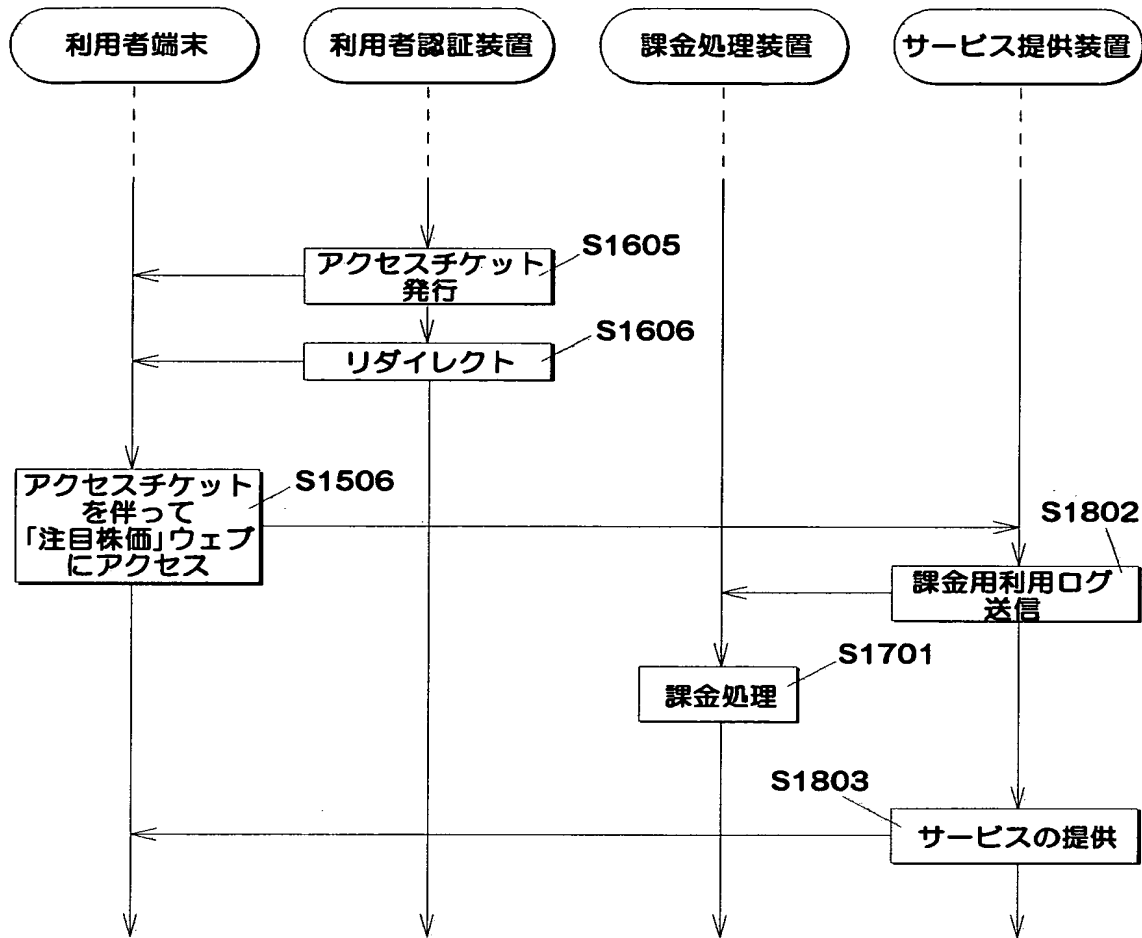 利用者端末
利用者認証装置
課金処理装置
サービス提供装置
アクセスチケット
発行
S1605
リダイレクト
S1606
アクセスチケット
を伴って
「注目株価」ウェブ
にアクセス
S1506
課金用利用ログ
送信
S1802
課金処理
S1701
サービスの提供
S1803